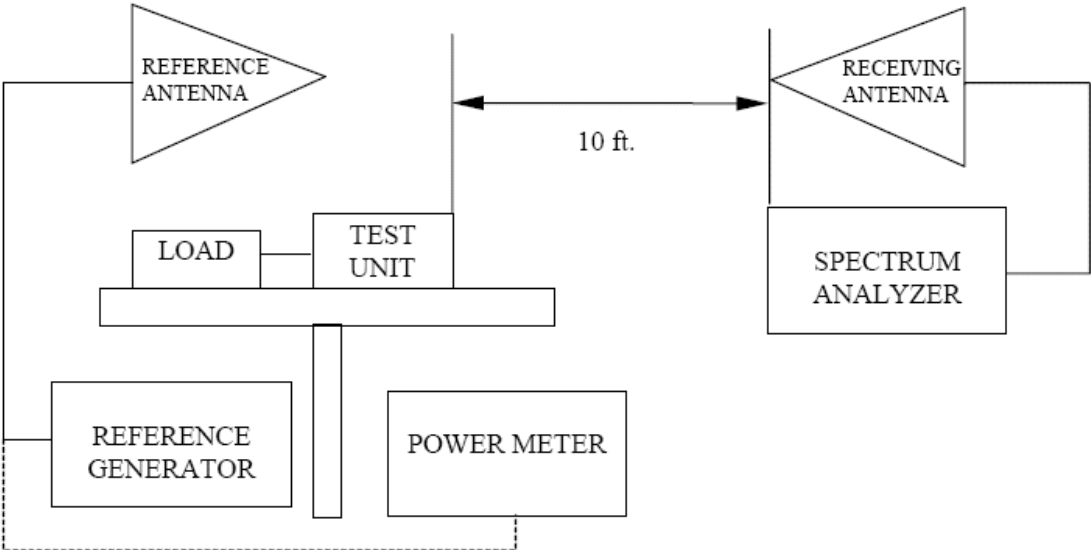 REFERENCE
ANTENNA
RECEIVING
ANTENNA
10 ft.
LOAD
TEST
UNIT
SPECTRUM
ANALYZER
REFERENCE
GENERATOR
POWER METER